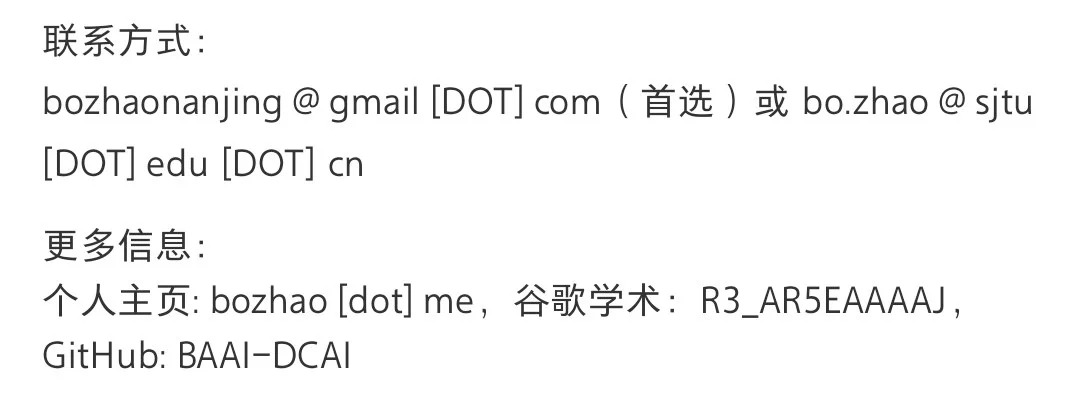 联系方式：
bozhaonanjing @ gmail [DOT] com（首选）或 bo.zhao @ sjtu
[DOT] edu [DOT] cn
更多信息：
个人主页: bozhao [dot] me，谷歌学术：R3_AR5EAAAAJ，
GitHub: BAAI-DCAI